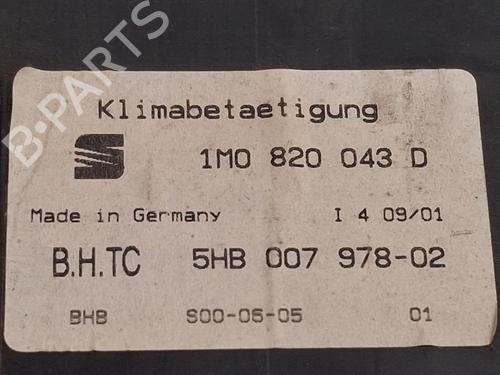 Klimabetaetigung
1M0 820 043 D
Made in Germany I 4 09/01
B.H.TC 5HB 007 978-02
BHB S00-06-05 01
B-PARTS